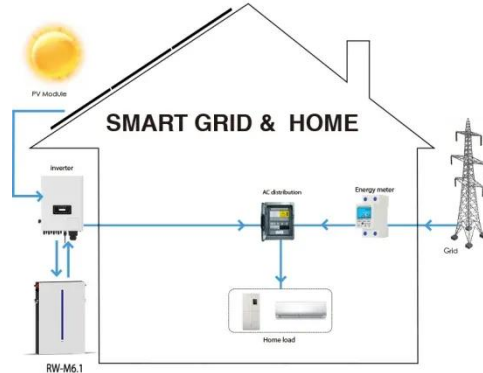 PV Module
SMART GRID & HOME
Inverter
AC distribution
Energy meter
Grid
Home load
RW-M6.1